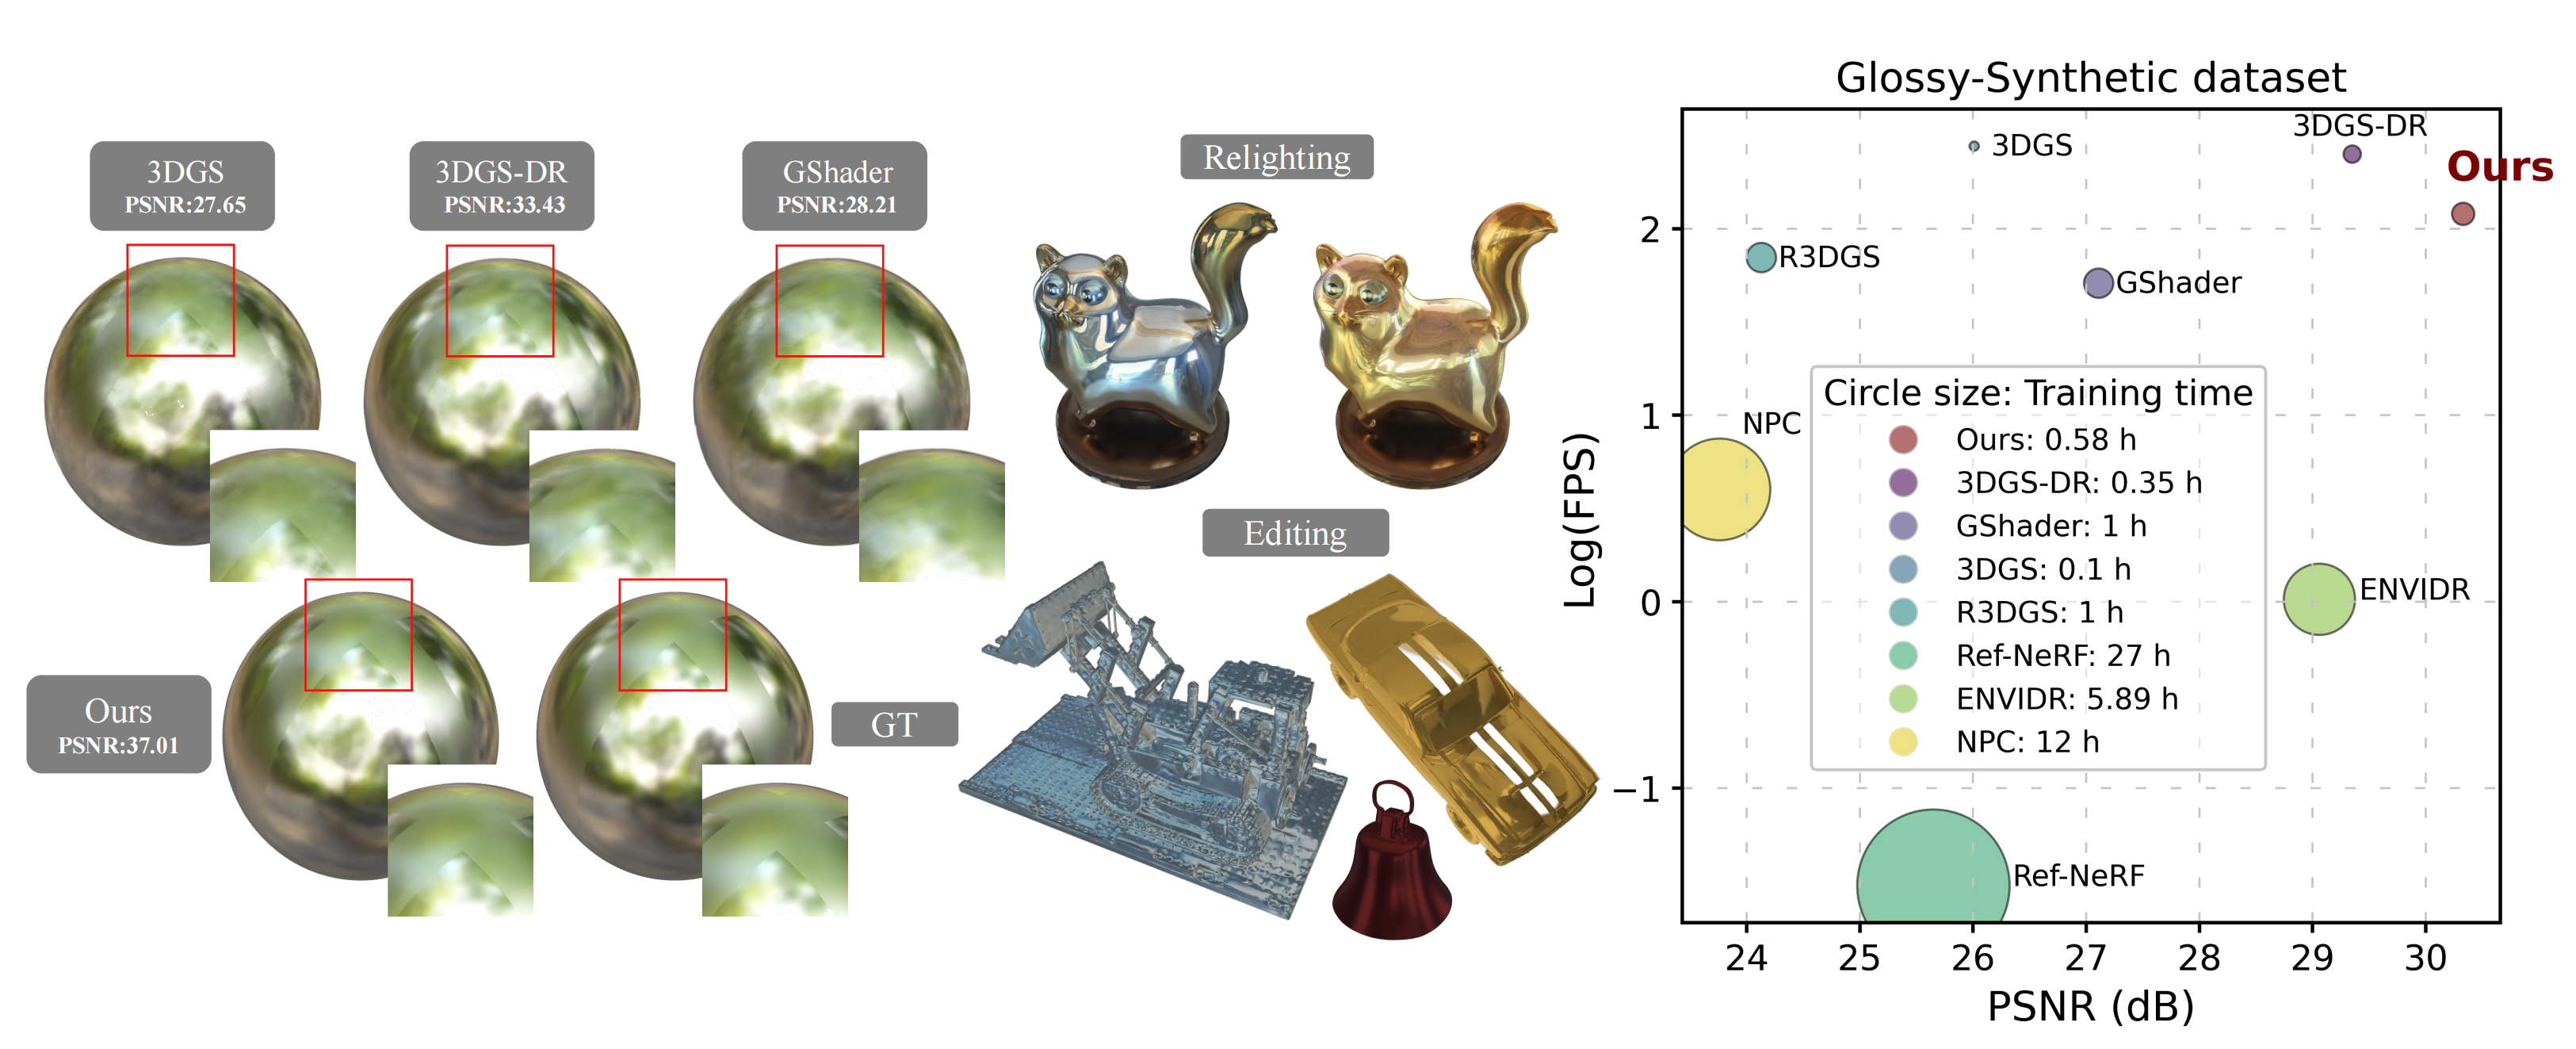 3DGS
PSNR:27.65
3DGS-DR
PSNR:33.43
GShader
PSNR:28.21
Ours
PSNR:37.01
GT
Relighting
Editing
Glossy-Synthetic dataset
3DGS
3DGS-DR
Ours
R3DGS
GShader
NPC
ENVIDR
Ref-NeRF
Circle size: Training time
Ours: 0.58 h
3DGS-DR: 0.35 h
GShader: 1 h
3DGS: 0.1 h
R3DGS: 1 h
Ref-NeRF: 27 h
ENVIDR: 5.89 h
NPC: 12 h
Log(FPS)
2
1
0
−1
24 25 26 27 28 29 30
PSNR (dB)